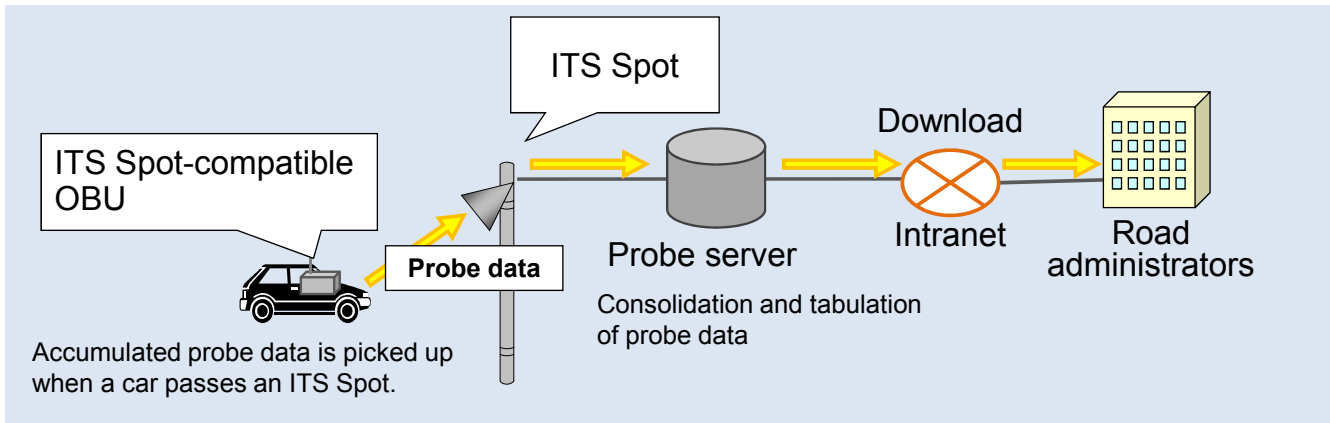 ITS Spot
ITS Spot-compatible
OBU
Probe data
Accumulated probe data is picked up
when a car passes an ITS Spot.
Probe server
Consolidation and tabulation
of probe data
Download
Intranet
Road
administrators